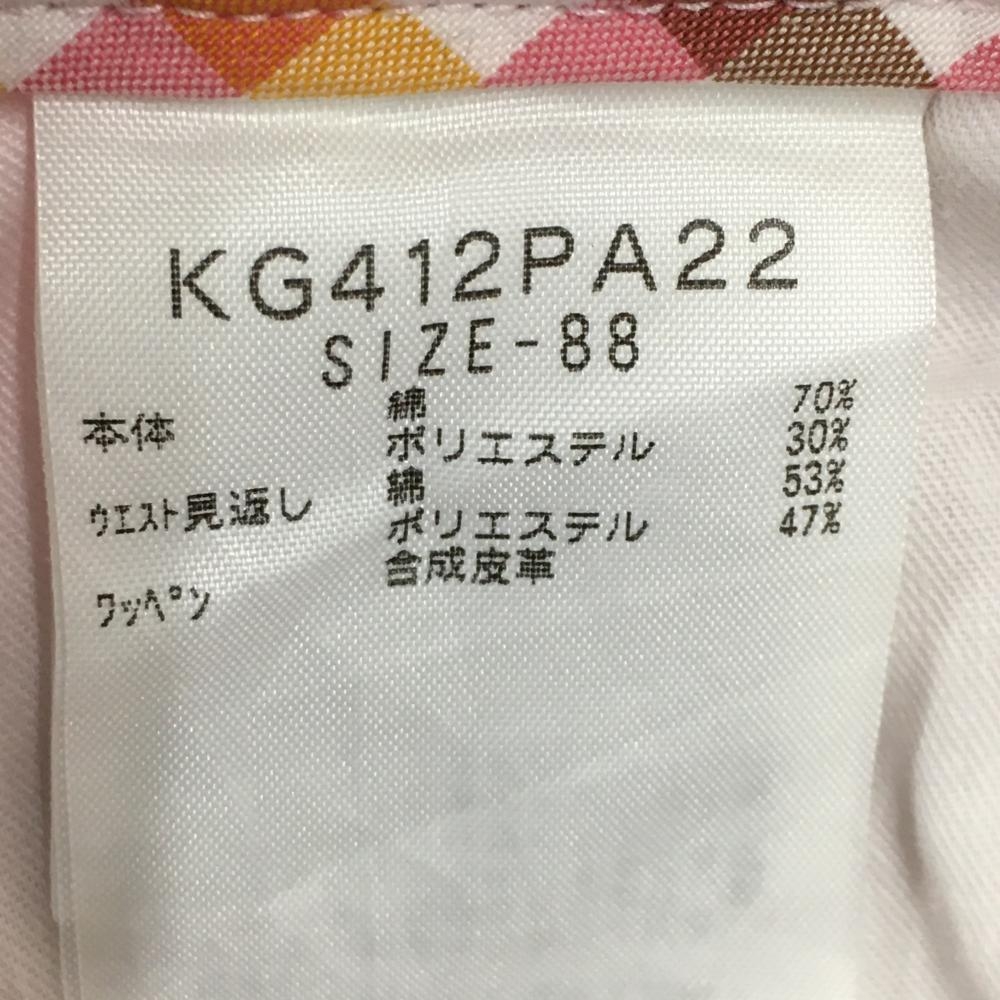 KG412PA22
SIZE-88
本体 綿 70%
ポリエステル 30%
ウエスト見返し 綿 53%
ポリエステル 47%
ワッペン 合成皮革